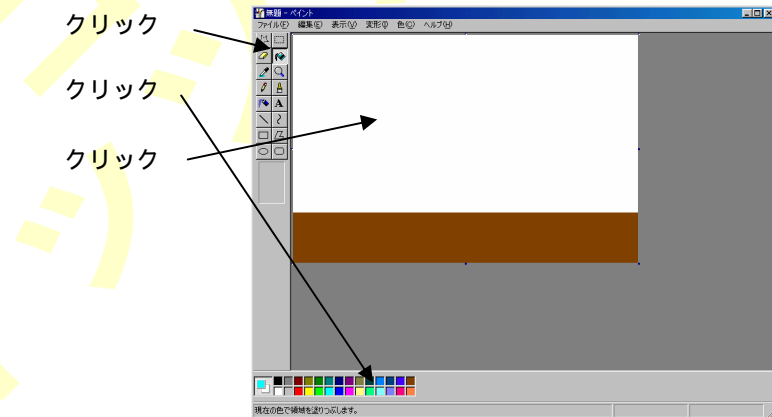 クリック
クリック
クリック
無題 - ペイント
ファイル(F) 編集(E) 表示(V) 変形(I) 色(C) ヘルプ(H)
A
現在の色で領域を塗りつぶします。